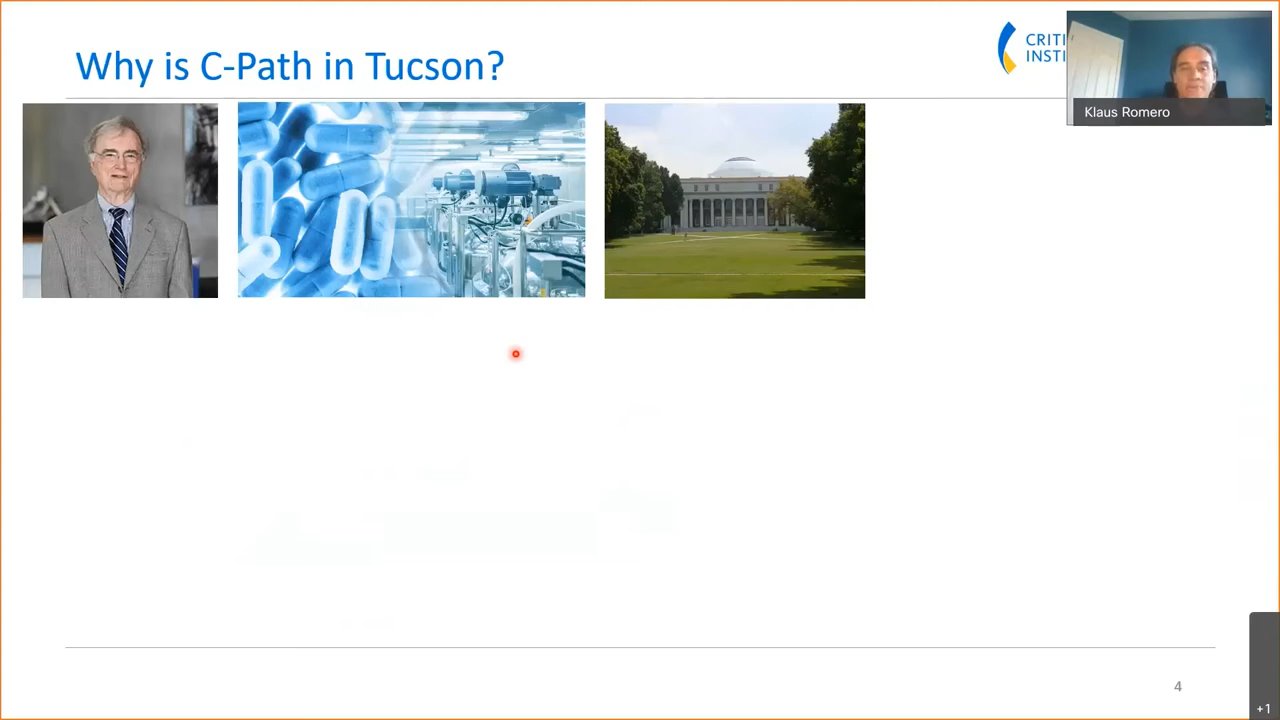 Why is C-Path in Tucson?
CRITI
INSTI
Klaus Romero
4
+1